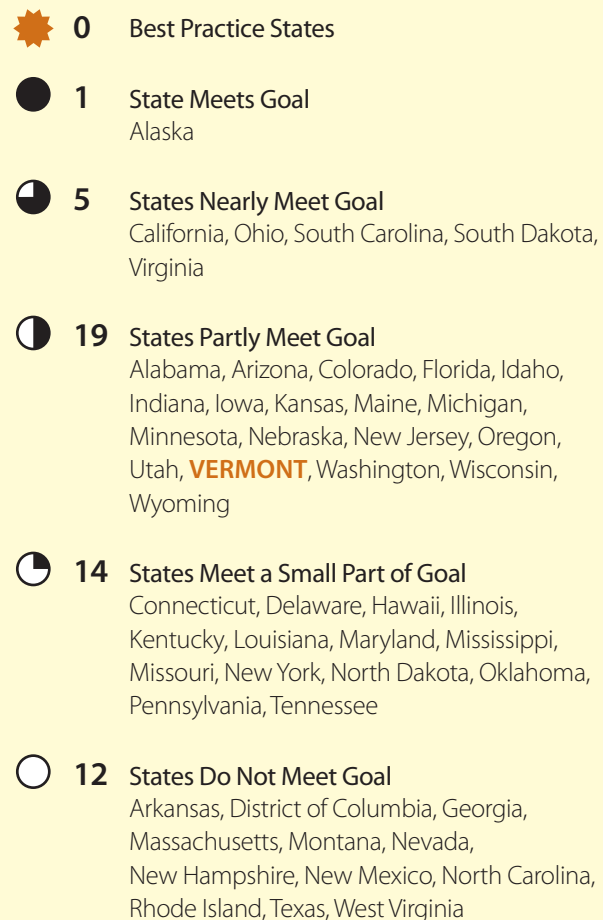 0 Best Practice States
1 State Meets Goal
Alaska
5 States Nearly Meet Goal
California, Ohio, South Carolina, South Dakota,
Virginia
19 States Partly Meet Goal
Alabama, Arizona, Colorado, Florida, Idaho,
Indiana, Iowa, Kansas, Maine, Michigan,
Minnesota, Nebraska, New Jersey, Oregon,
Utah, VERMONT, Washington, Wisconsin,
Wyoming
14 States Meet a Small Part of Goal
Connecticut, Delaware, Hawaii, Illinois,
Kentucky, Louisiana, Maryland, Mississippi,
Missouri, New York, North Dakota, Oklahoma,
Pennsylvania, Tennessee
12 States Do Not Meet Goal
Arkansas, District of Columbia, Georgia,
Massachusetts, Montana, Nevada,
New Hampshire, New Mexico, North Carolina,
Rhode Island, Texas, West Virginia